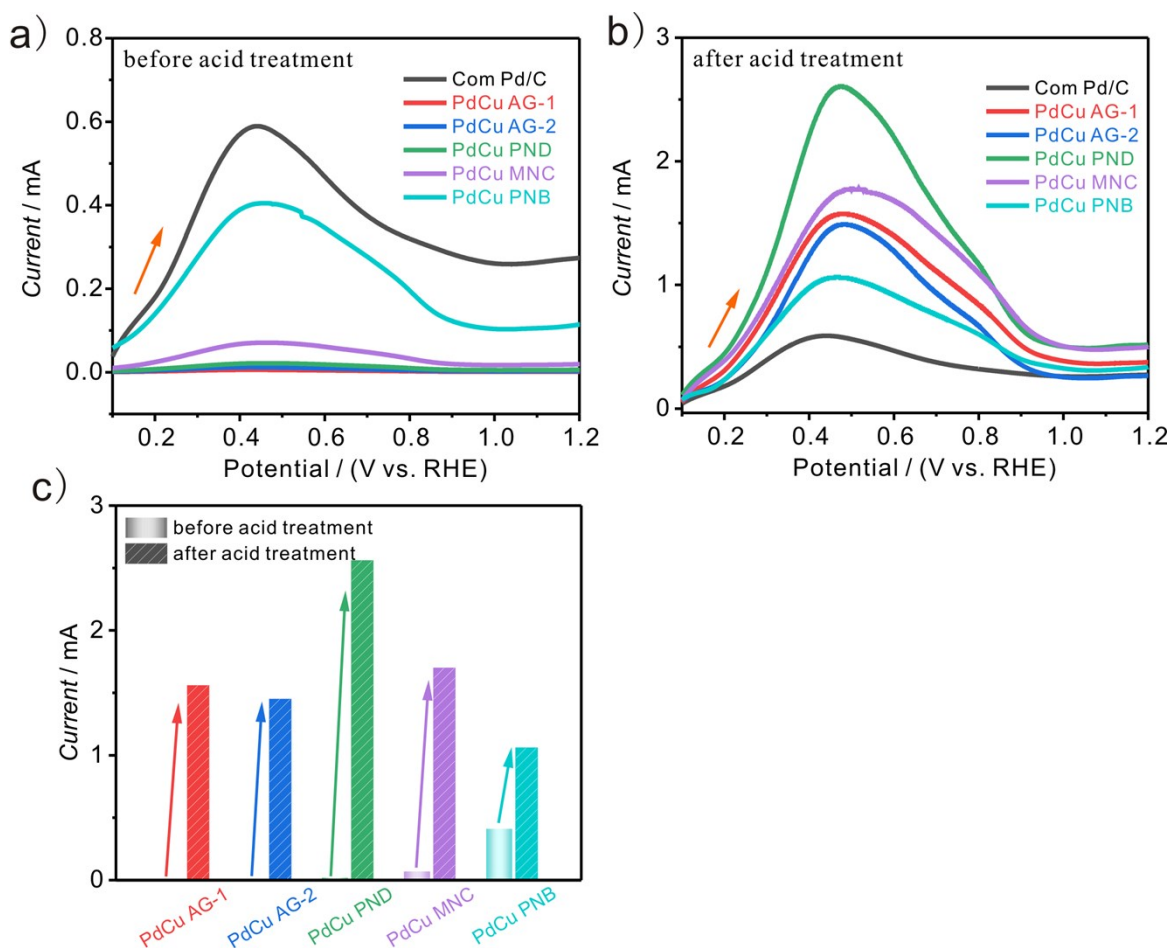 a)
before acid treatment
Com Pd/C
PdCu AG-1
PdCu AG-2
PdCu PND
PdCu MNC
PdCu PNB
0.8
0.6
0.4
0.2
0.0
Current / mA
0.2 0.4 0.6 0.8 1.0 1.2
Potential / (V vs. RHE)
b)
after acid treatment
Com Pd/C
PdCu AG-1
PdCu AG-2
PdCu PND
PdCu MNC
PdCu PNB
3
2
1
0
Current / mA
0.2 0.4 0.6 0.8 1.0 1.2
Potential / (V vs. RHE)
c)
before acid treatment
after acid treatment
3
2
1
0
Current / mA
PdCu AG-1
PdCu AG-2
PdCu PND
PdCu MNC
PdCu PNB